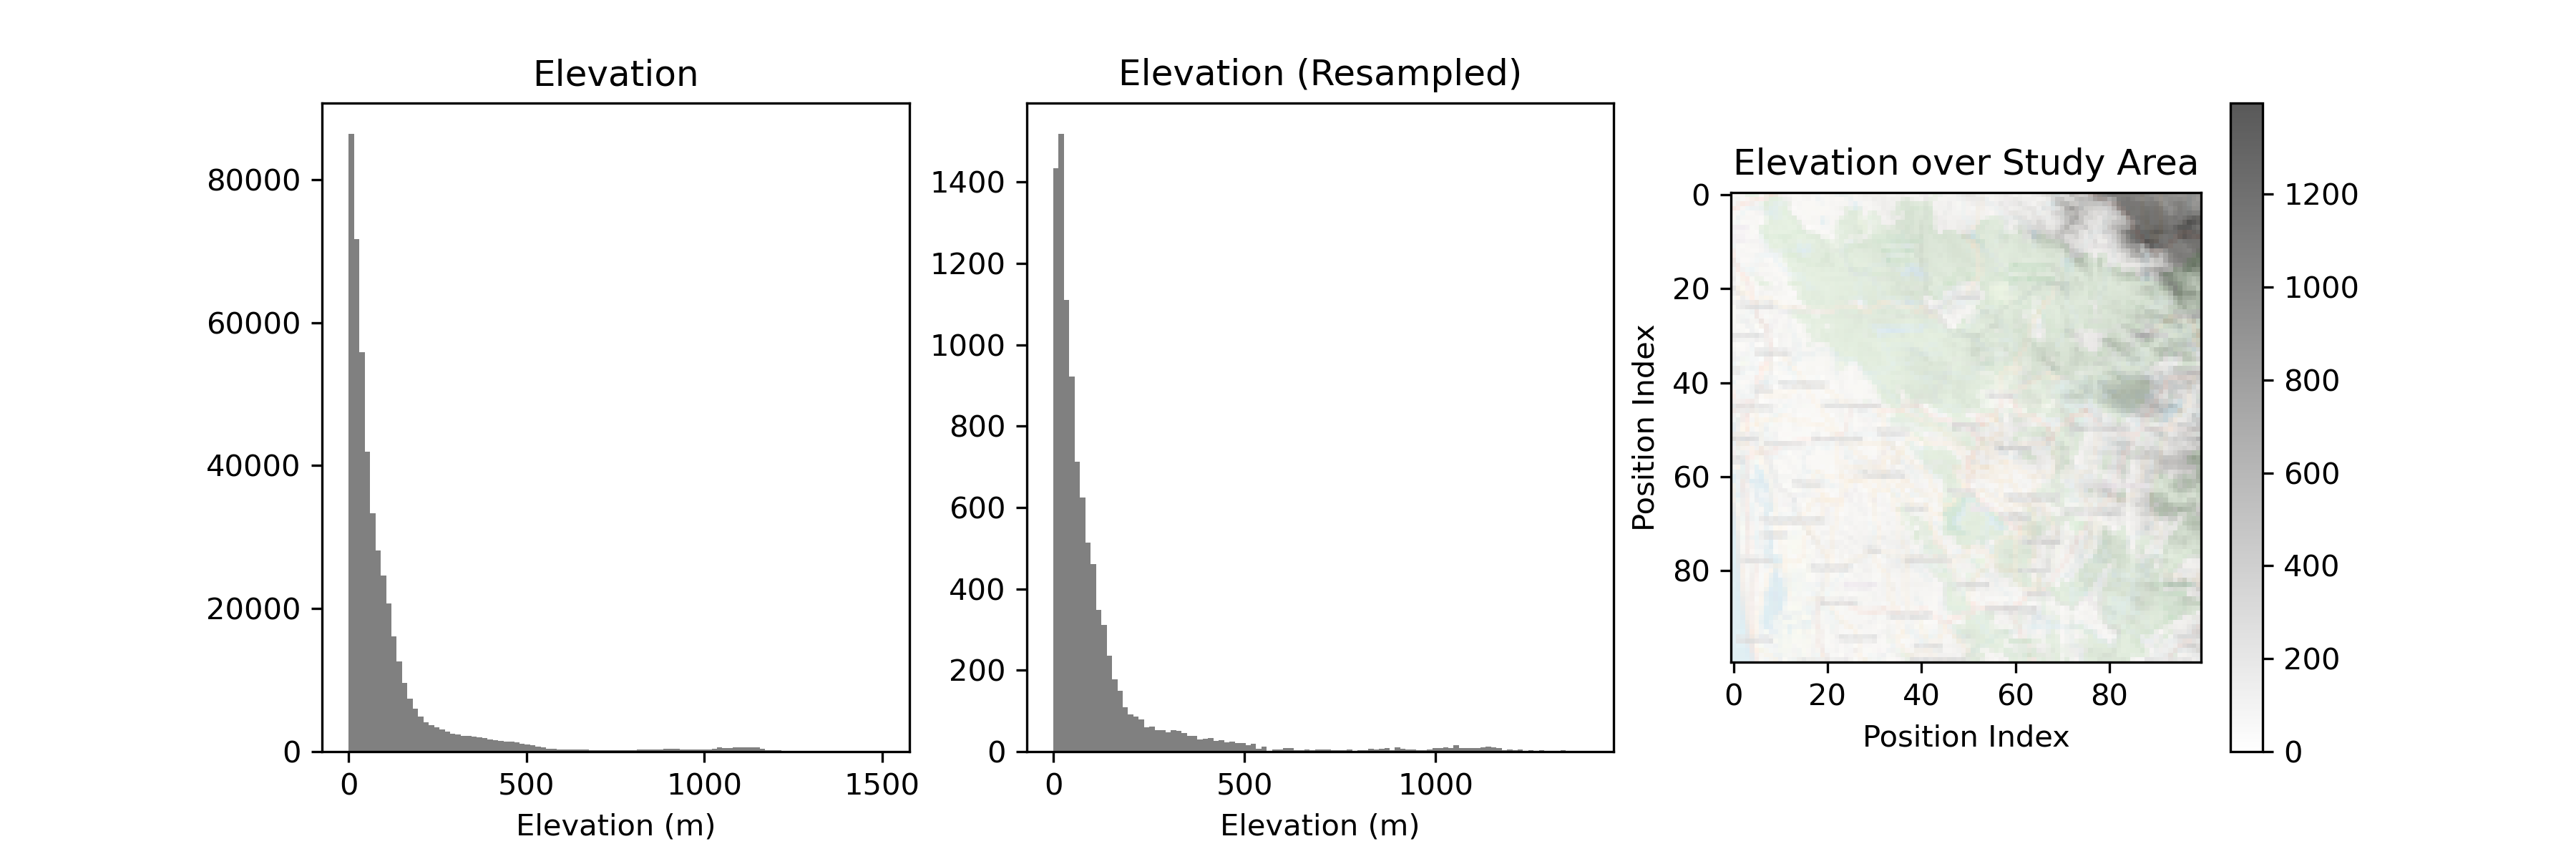 Elevation
80000
60000
40000
20000
0
0 500 1000 1500
Elevation (m)
Elevation (Resampled)
1400
1200
1000
800
600
400
200
0
0 500 1000
Elevation (m)
Elevation over Study Area
Position Index
0
20
40
60
80
0 20 40 60 80
Position Index
1200
1000
800
600
400
200
0